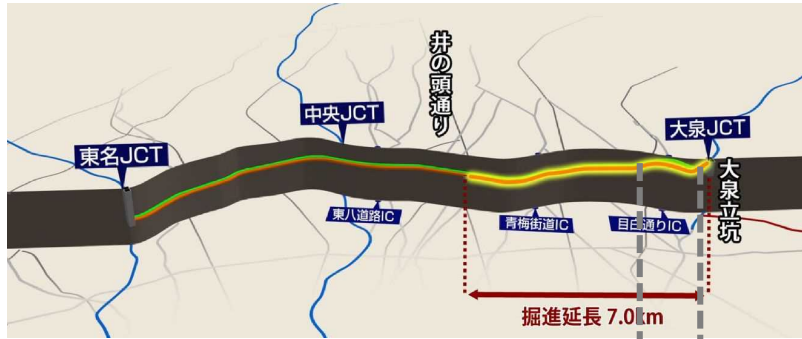 井の頭通り
中央JCT
大泉JCT
東名JCT
大泉立坑
東八道路IC
青梅街道IC
目白通りIC
掘進延長 7.0km